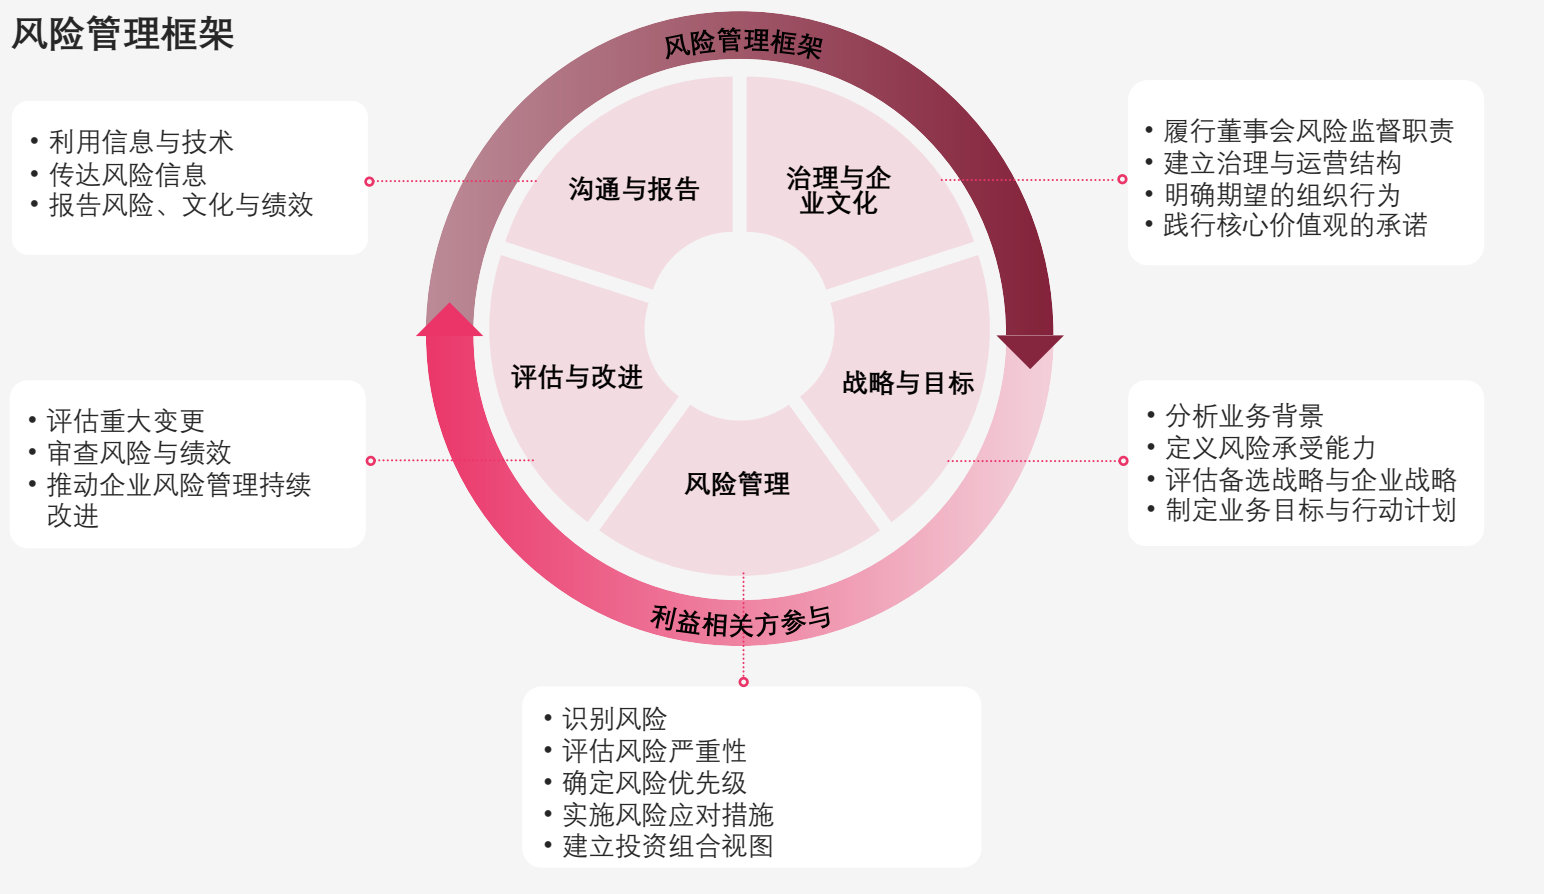 风险管理框架
风险管理框架
• 利用信息与技术
• 传达风险信息
• 报告风险、文化与绩效
• 履行董事会风险监督职责
• 建立治理与运营结构
• 明确期望的组织行为
• 践行核心价值观的承诺
沟通与报告
治理与企
业文化
评估与改进
战略与目标
风险管理
• 评估重大变更
• 审查风险与绩效
• 推动企业风险管理持续
改进
• 分析业务背景
• 定义风险承受能力
• 评估备选战略与企业战略
• 制定业务目标与行动计划
利益相关方参与
• 识别风险
• 评估风险严重性
• 确定风险优先级
• 实施风险应对措施
• 建立投资组合视图